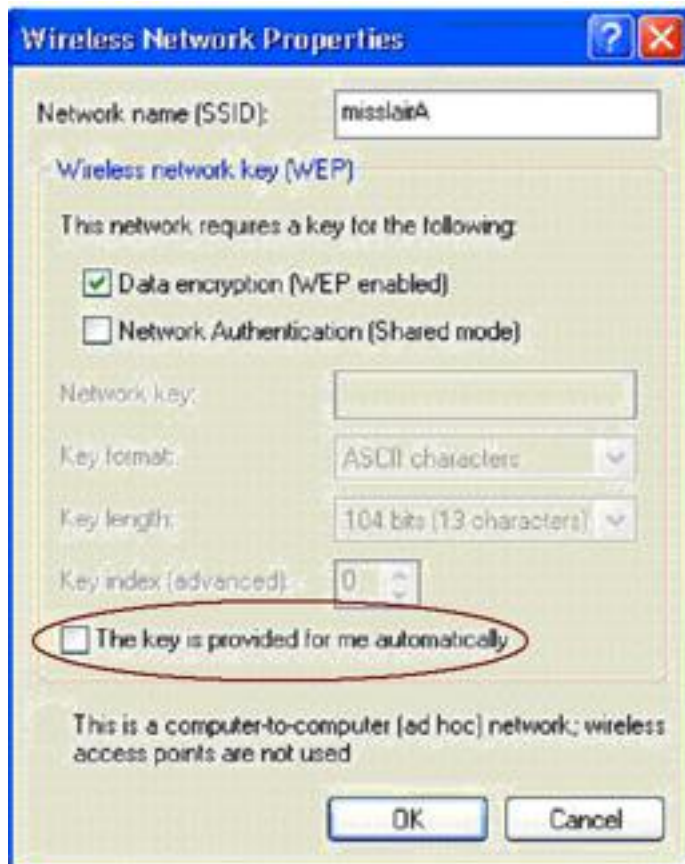 Wireless Network Properties
Network name (SSID): misslairA
Wireless network key (WEP)
This network requires a key for the following:
Data encryption (WEP enabled)
Network Authentication (Shared mode)
Network key:
Key format: ASCII characters
Key length: 104 bits (13 characters)
Key index (advanced): 0
The key is provided for me automatically
This is a computer-to-computer (ad hoc) network; wireless
access points are not used
OK Cancel